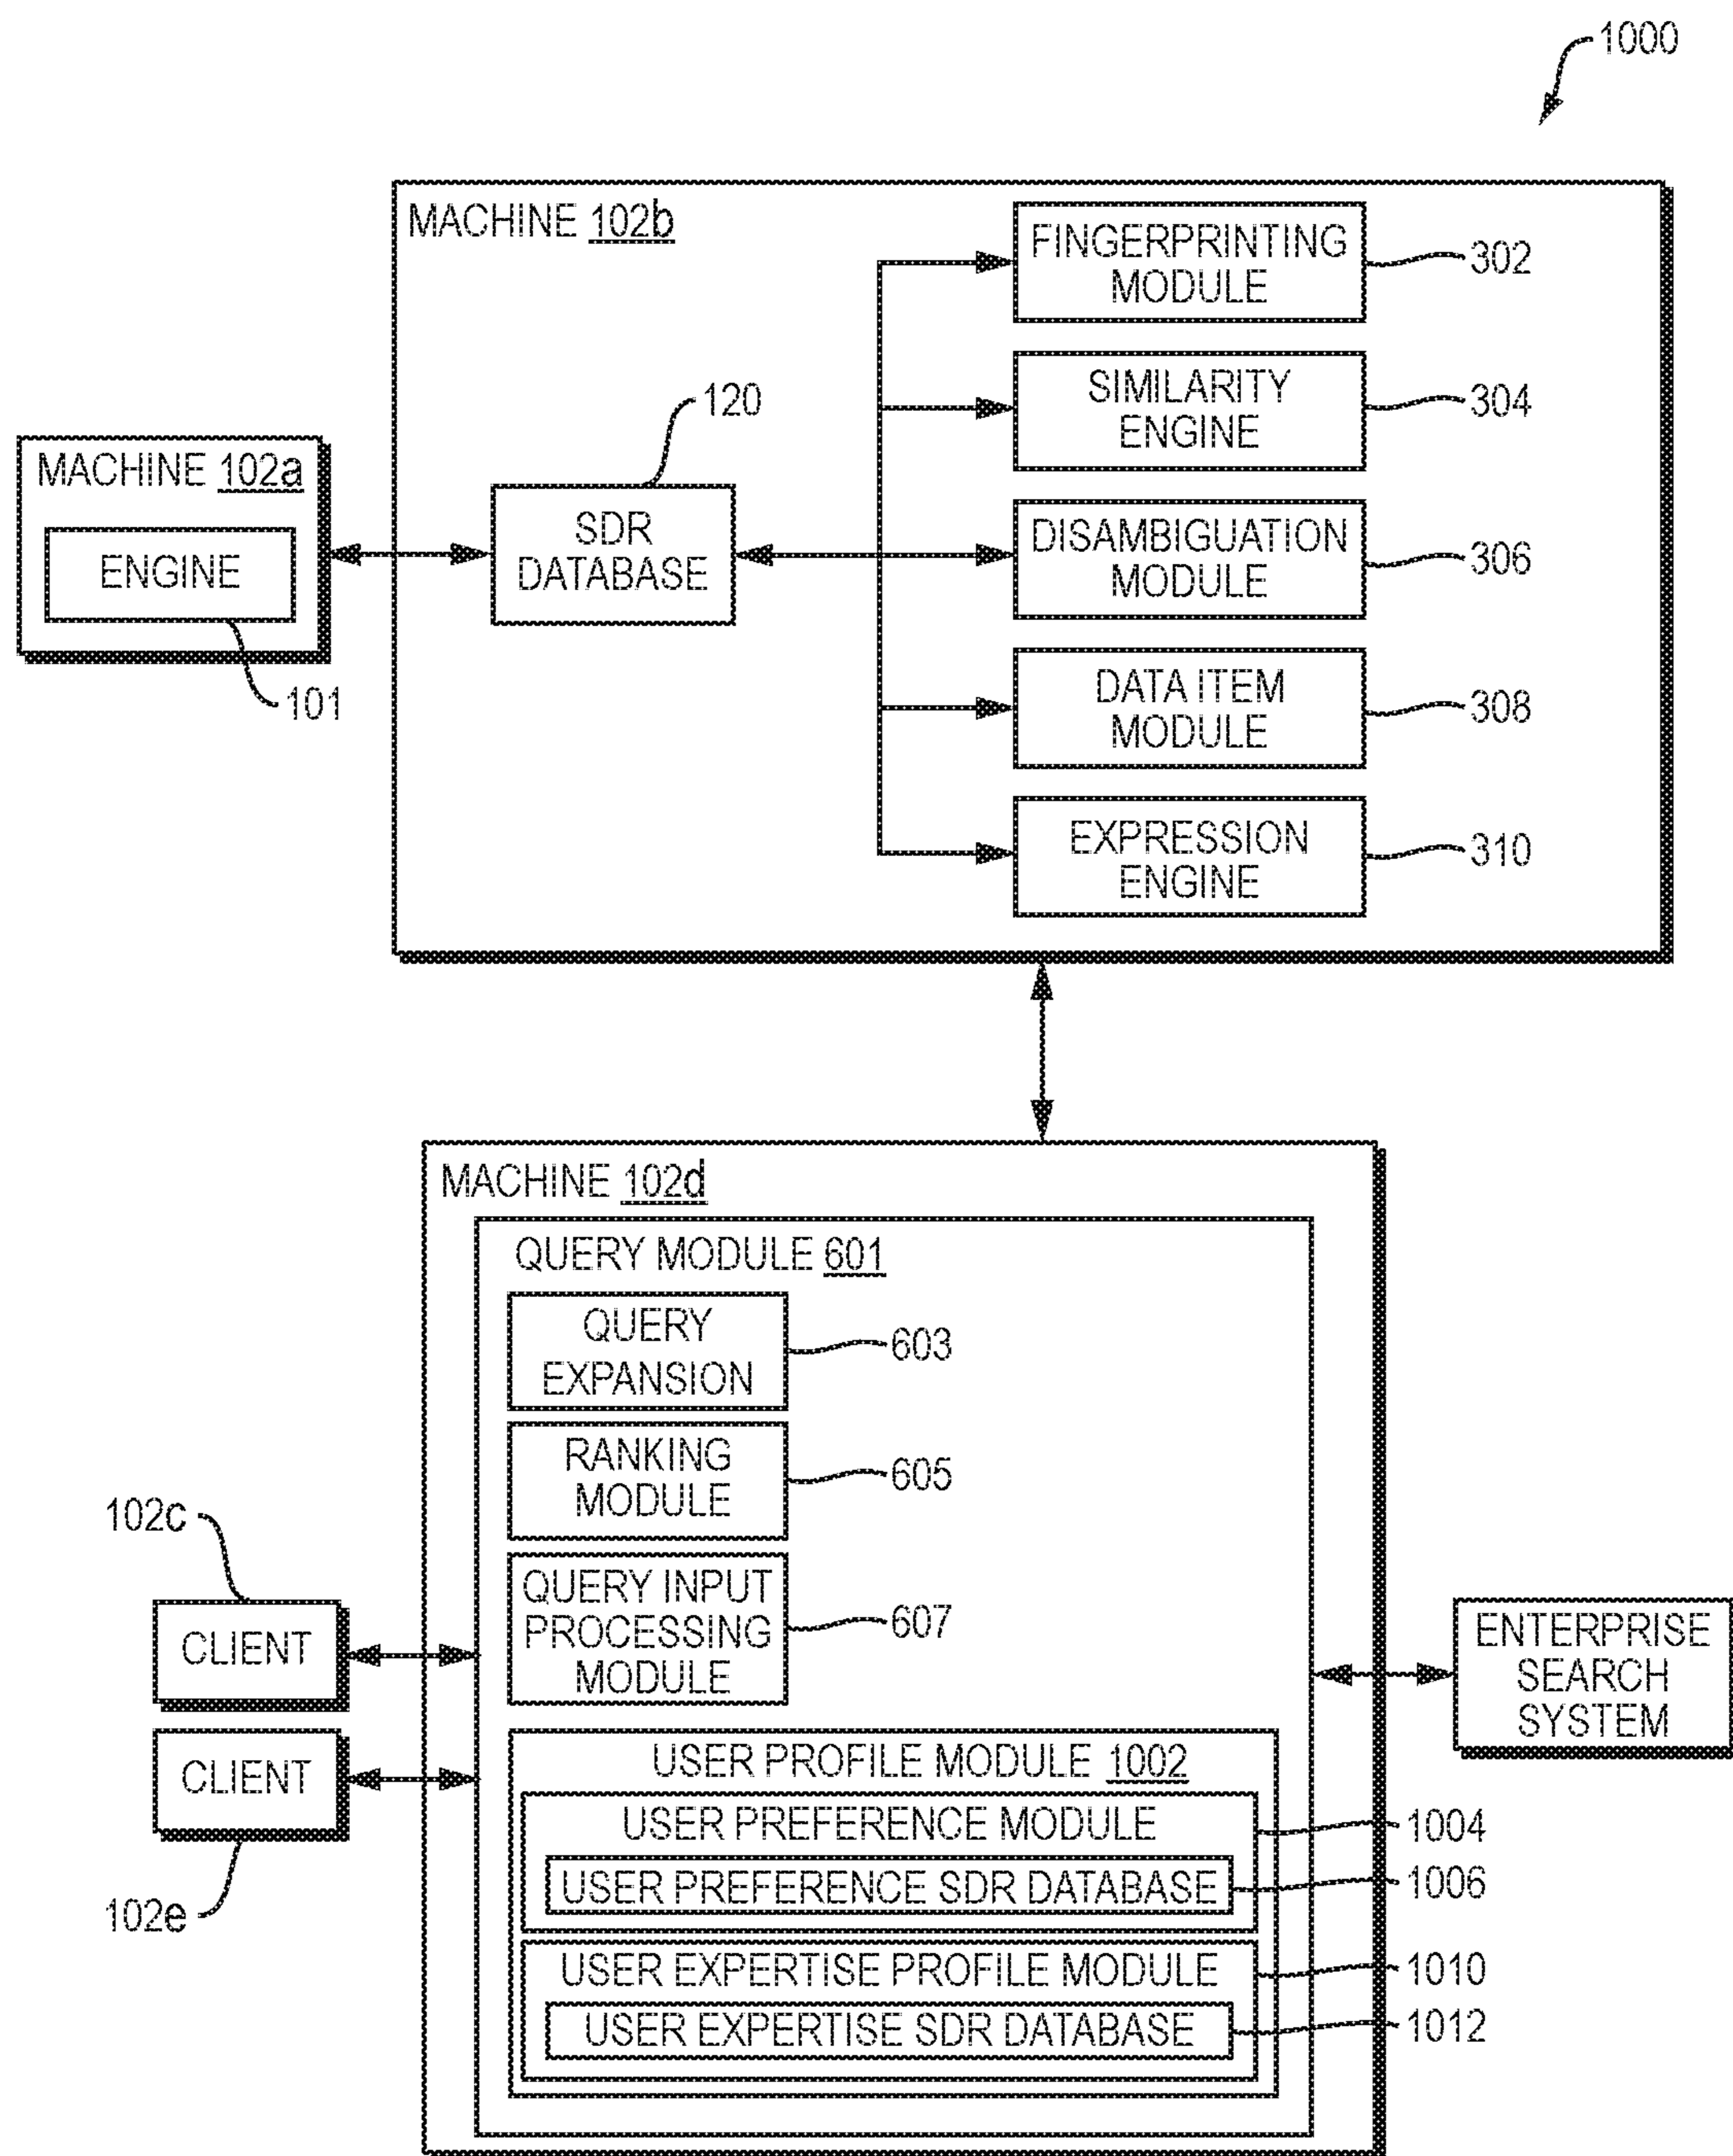 1000
MACHINE 102b
FINGERPRINTING
MODULE
302
SIMILARITY
ENGINE
304
120
MACHINE 102a
ENGINE
101
SDR
DATABASE
DISAMBIGUATION
MODULE
306
DATA ITEM
MODULE
308
EXPRESSION
ENGINE
310
MACHINE 102d
QUERY MODULE 601
QUERY
EXPANSION
603
RANKING
MODULE
605
QUERY INPUT
PROCESSING
MODULE
607
102c
CLIENT
CLIENT
102e
ENTERPRISE
SEARCH
SYSTEM
USER PROFILE MODULE 1002
USER PREFERENCE MODULE
1004
USER PREFERENCE SDR DATABASE
1006
USER EXPERTISE PROFILE MODULE
1010
USER EXPERTISE SDR DATABASE
1012